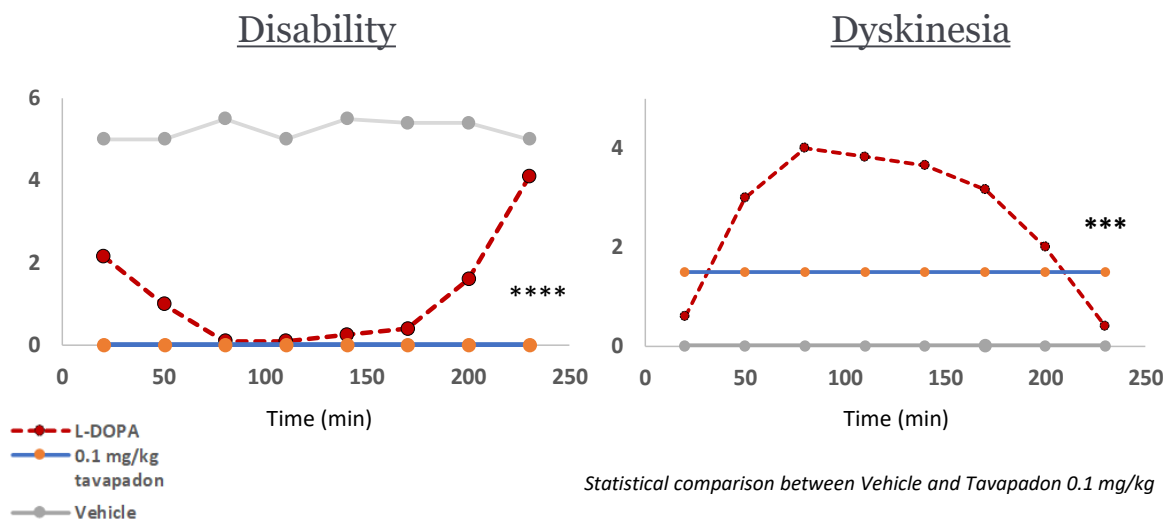 Disability
6
4
2
0
0 50 100 150 200 250
Time (min)
****
Dyskinesia
4
2
0
0 50 100 150 200 250
Time (min)
***
L-DOPA
0.1 mg/kg
tavapadon
Vehicle
Statistical comparison between Vehicle and Tavapadon 0.1 mg/kg